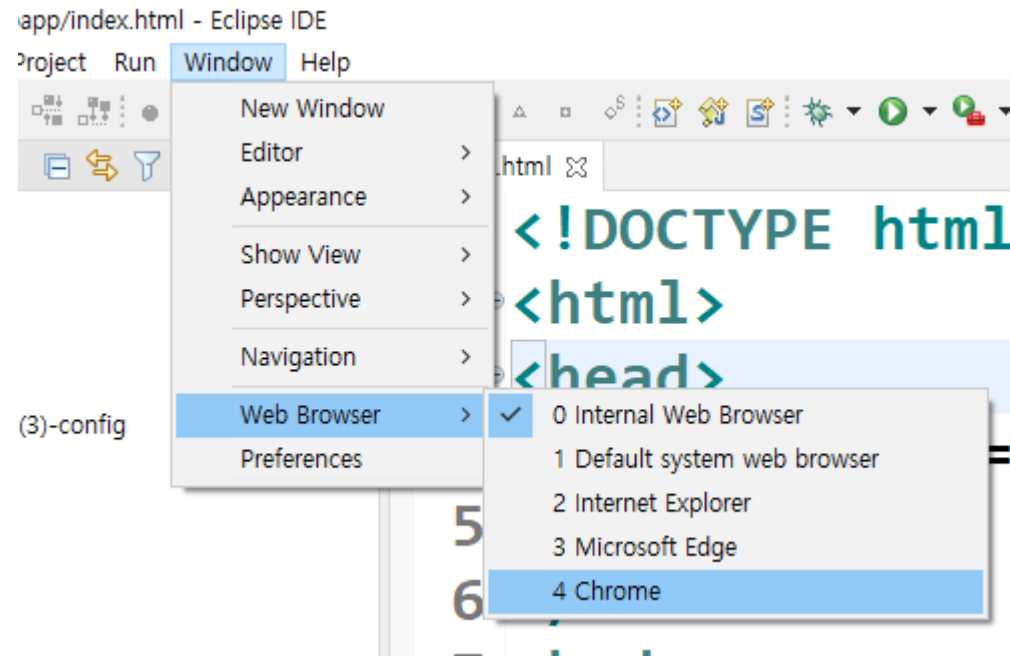 app/index.html - Eclipse IDE
Project Run Window Help
New Window
Editor
Appearance
Show View
Perspective
Navigation
Web Browser
Preferences
0 Internal Web Browser
1 Default system web browser
2 Internet Explorer
3 Microsoft Edge
4 Chrome
(3)-config
.html
<!DOCTYPE html
<html>
<head>
=
5
6